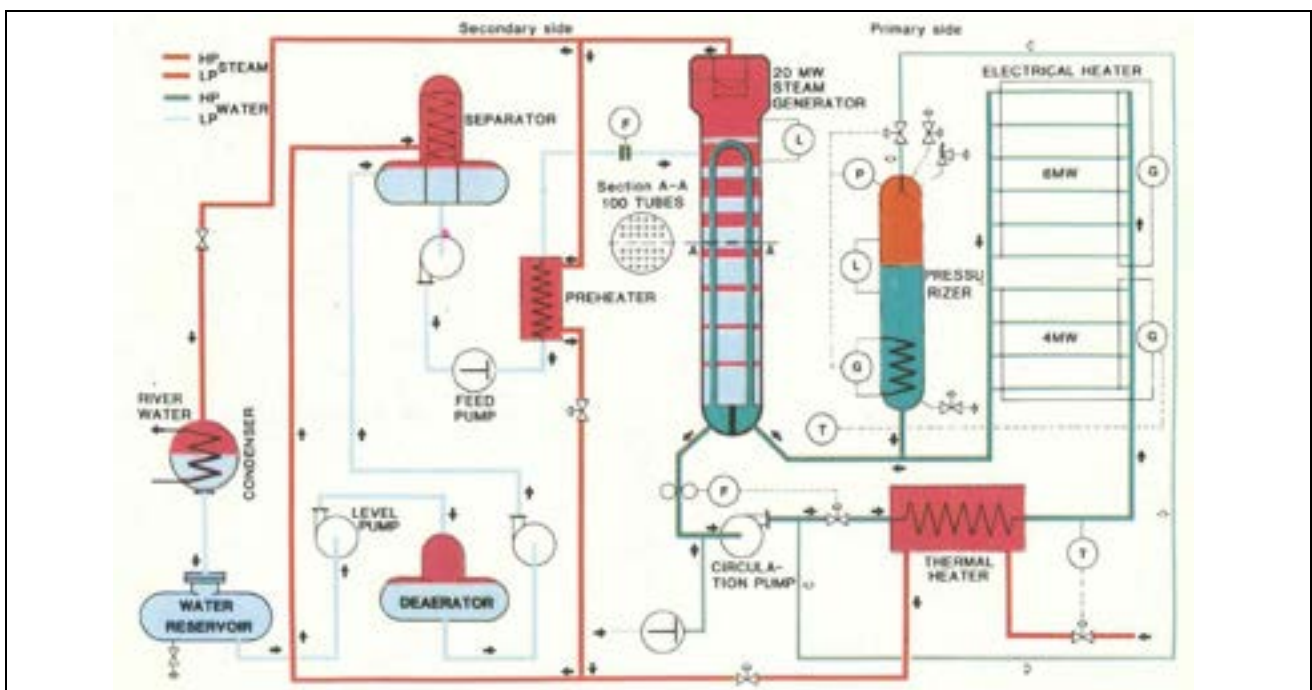 Secondary side
Primary side
HP
LP
STEAM
HP
LP
WATER
SEPARATOR
F
20 MW
STEAM
GENERATOR
L
ELECTRICAL HEATER
P
6MW
G
Section A-A
100 TUBES
A
A
L
PRESSU
RIZER
PREHEATER
4MW
G
G
FEED
PUMP
RIVER
WATER
CONDENSER
T
F
LEVEL
PUMP
CIRCULA-
TION PUMP
THERMAL
HEATER
T
WATER
RESERVOIR
DEAERATOR